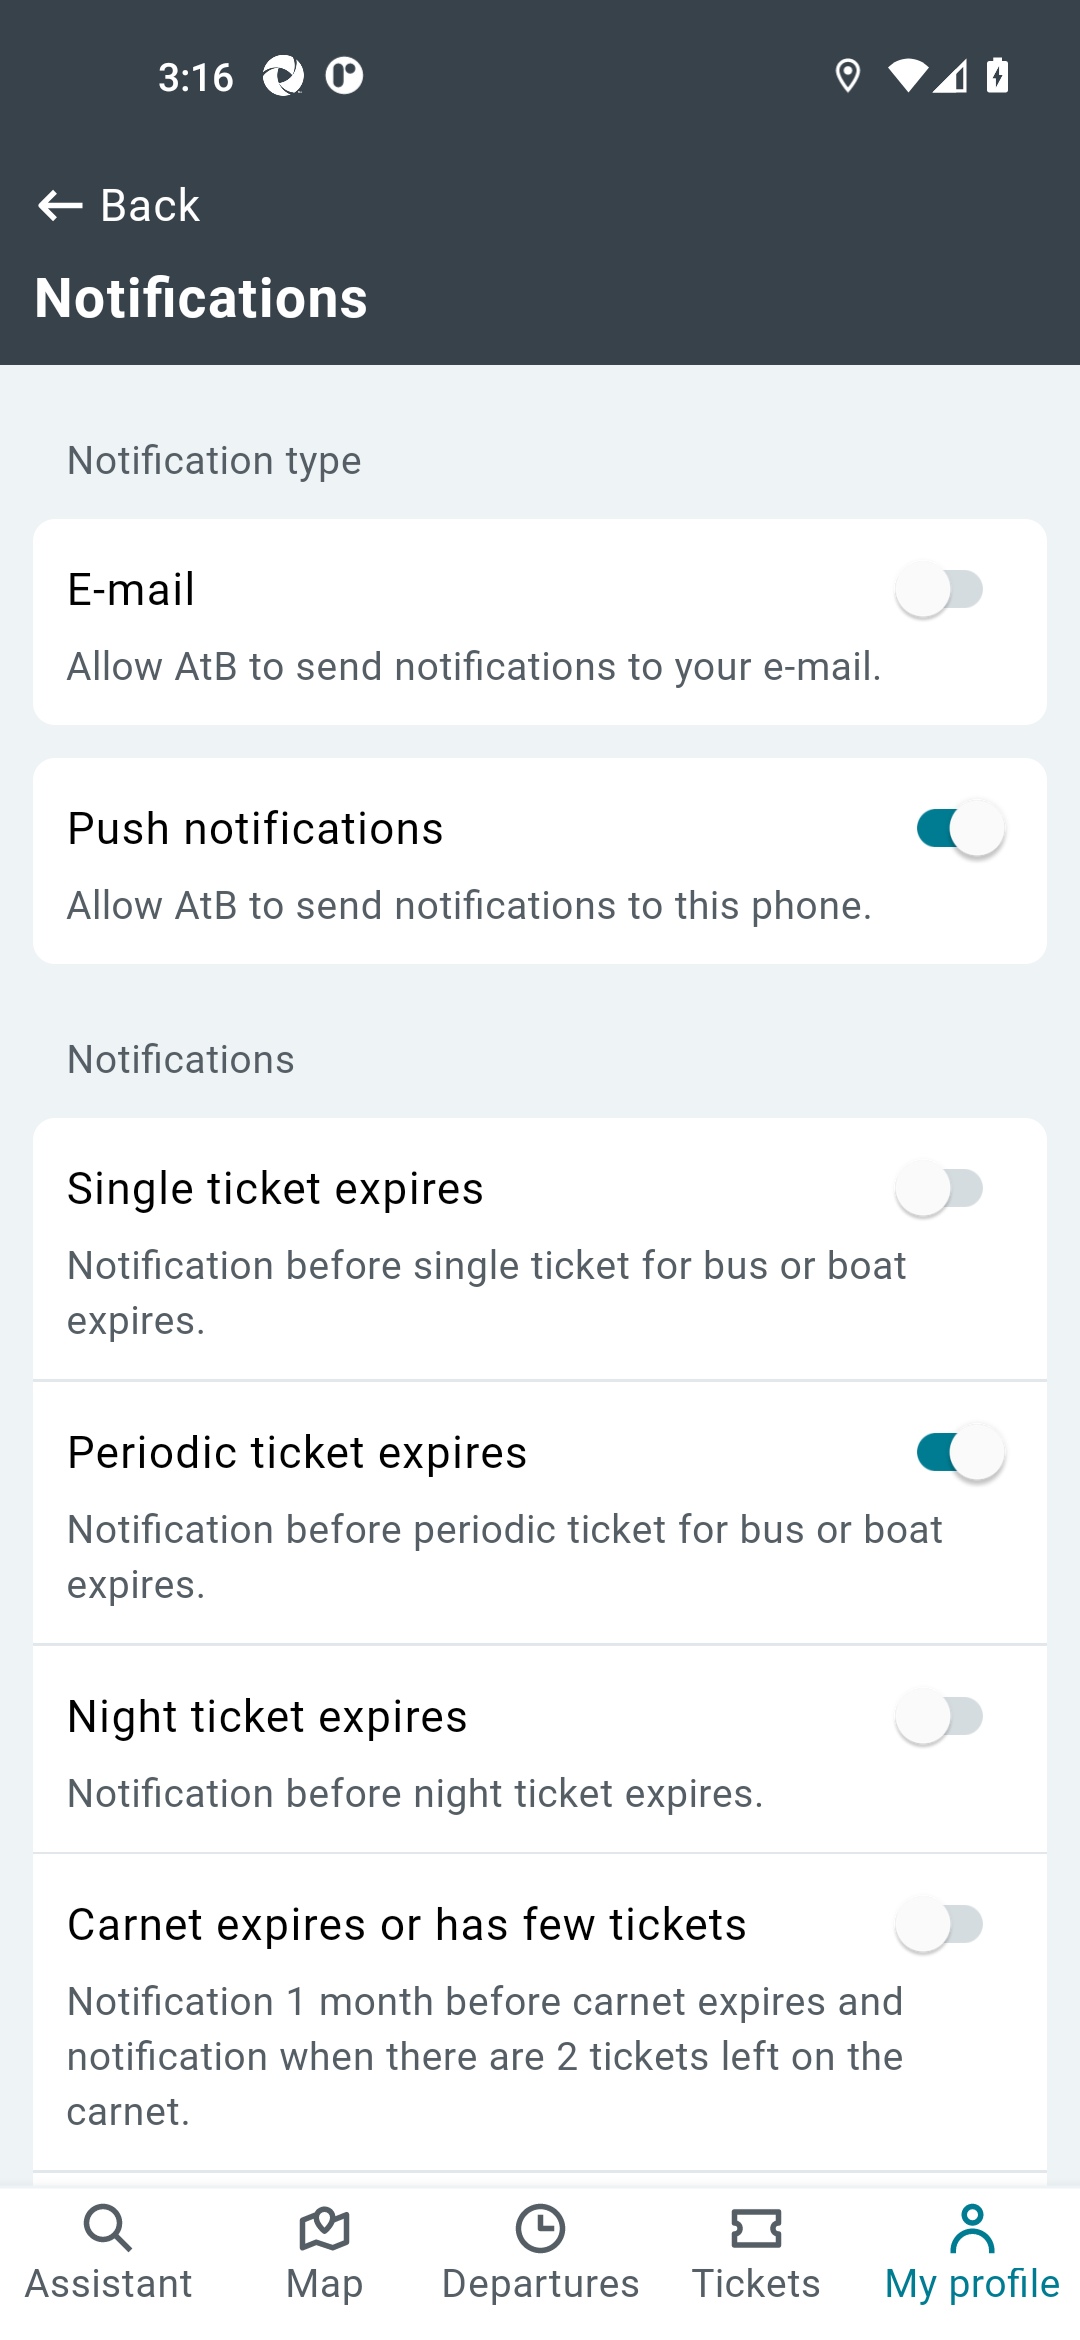 3:16
Back
Notifications
Notification type
E-mail
Allow AtB to send notifications to your e-mail.
Push notifications
Allow AtB to send notifications to this phone.
Notifications
Single ticket expires
Notification before single ticket for bus or boat
expires.
Periodic ticket expires
Notification before periodic ticket for bus or boat
expires.
Night ticket expires
Notification before night ticket expires.
Carnet expires or has few tickets
Notification 1 month before carnet expires and
notification when there are 2 tickets left on the
carnet.
Assistant
Map
Departures
Tickets
My profile